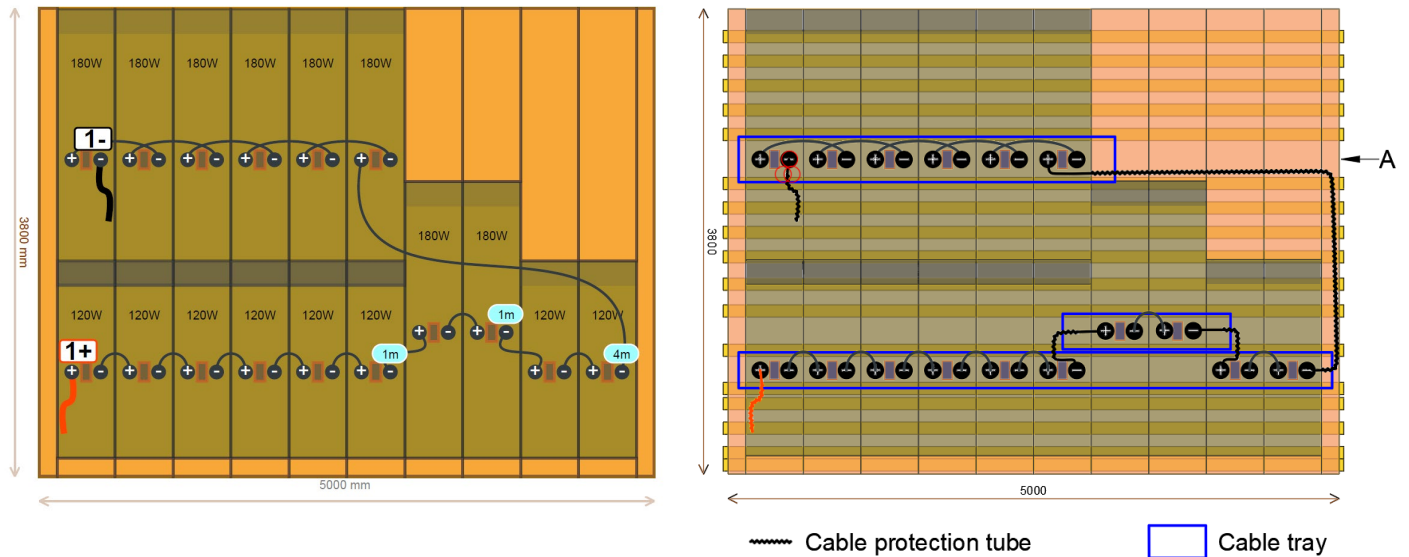 180W 180W 180W 180W 180W 180W
1-
180W 180W
120W 120W 120W 120W 120W 120W 120W 120W
1m
1+
1m
4m
3800 mm
5000 mm
A
3800
5000
Cable protection tube
Cable tray